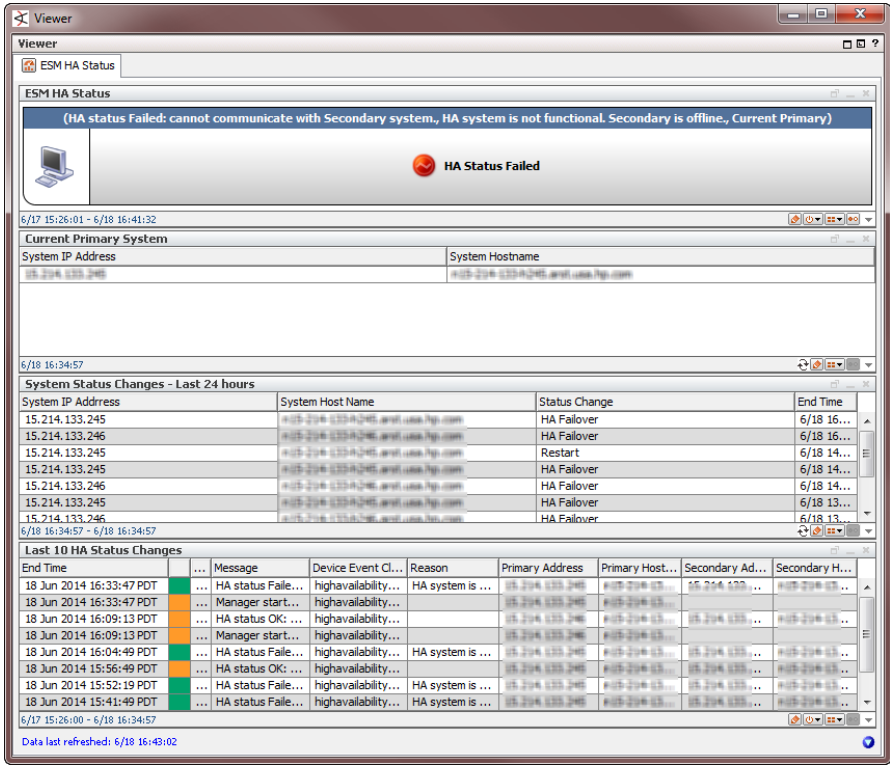 Viewer
Viewer
?
ESM HA Status
ESM HA Status
(HA status Failed: cannot communicate with Secondary system., HA system is not functional. Secondary is offline., Current Primary)
HA Status Failed
6/17 15:26:01 - 6/18 16:41:32
Current Primary System
System IP Address System Hostname
6/18 16:34:57
System Status Changes - Last 24 hours
System IP Addrress System Host Name Status Change End Time
15.214.133.245 HA Failover 6/18 16...
15.214.133.246 HA Failover 6/18 16...
15.214.133.245 Restart 6/18 14...
15.214.133.245 HA Failover 6/18 14...
15.214.133.246 HA Failover 6/18 14...
15.214.133.245 HA Failover 6/18 13...
15.214.133.246 HA Failover 6/18 13...
6/18 16:34:57 - 6/18 16:34:57
Last 10 HA Status Changes
End Time ... Message Device Event Cl... Reason Primary Address Primary Host... Secondary Ad... Secondary H...
18 Jun 2014 16:33:47 PDT ... HA status Faile... highavailability... HA system is ...
18 Jun 2014 16:33:47 PDT ... Manager start... highavailability...
18 Jun 2014 16:09:13 PDT ... HA status OK: ... highavailability...
18 Jun 2014 16:09:13 PDT ... Manager start... highavailability...
18 Jun 2014 16:04:49 PDT ... HA status Faile... highavailability... HA system is ...
18 Jun 2014 15:56:49 PDT ... HA status OK: ... highavailability...
18 Jun 2014 15:52:19 PDT ... HA status Faile... highavailability... HA system is ...
18 Jun 2014 15:41:49 PDT ... HA status Faile... highavailability... HA system is ...
6/17 15:26:00 - 6/18 16:34:57
Data last refreshed: 6/18 16:43:02